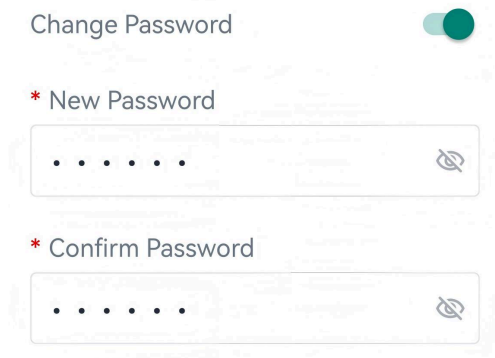 Change Password
* New Password
••••••
* Confirm Password
••••••